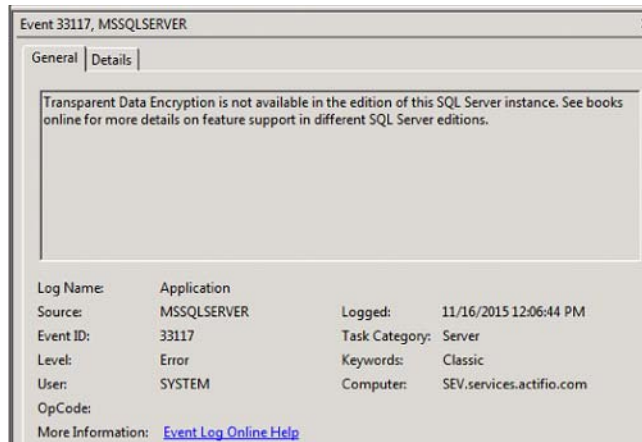 Event 33117, MSSQLSERVER
General Details
Transparent Data Encryption is not available in the edition of this SQL Server instance. See books
online for more details on feature support in different SQL Server editions.
Log Name: Application
Source: MSSQLSERVER Logged: 11/16/2015 12:06:44 PM
Event ID: 33117 Task Category: Server
Level: Error Keywords: Classic
User: SYSTEM Computer: SEV.services.actifio.com
OpCode:
More Information: Event Log Online Help